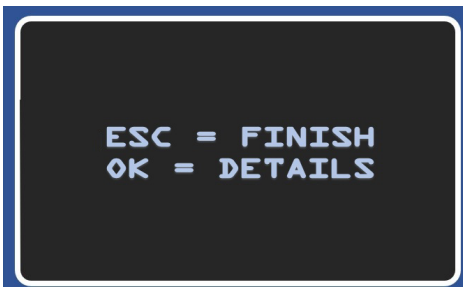 ESC = FINISH
OK = DETAILS